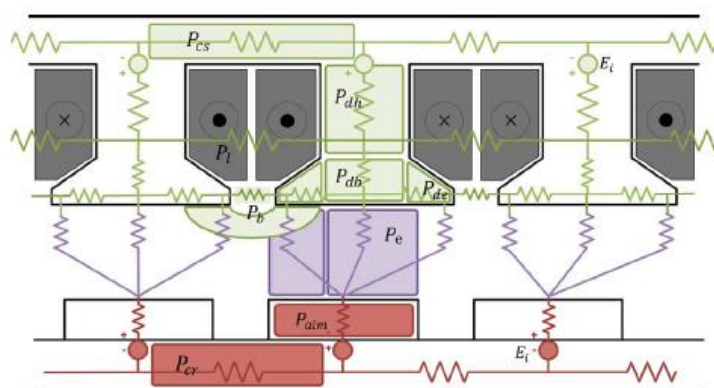 P_cs
- + - + - + E_i
P_dh
× ● ● × × ●
P_l
P_db
P_de
P_b
P_e
P_aim
+ - + + - E_i
P_cr